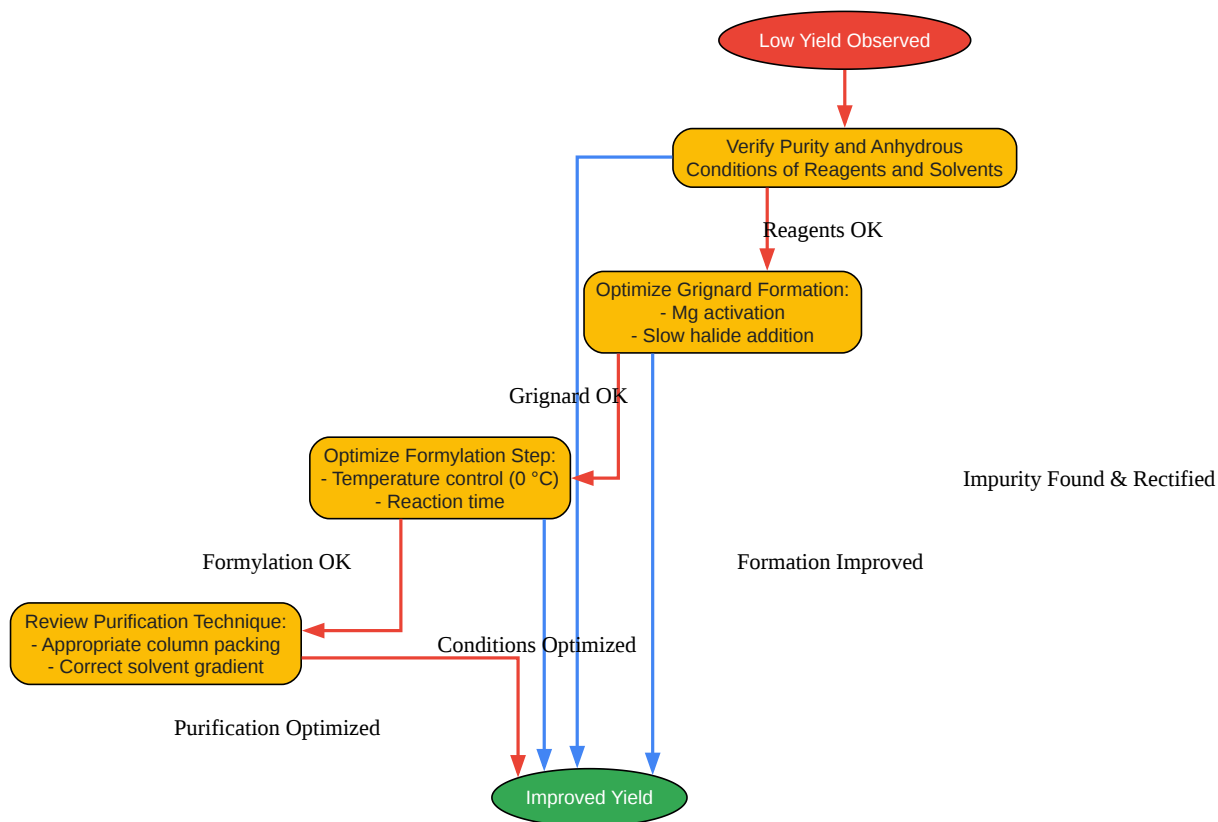 Low Yield Observed
Verify Purity and Anhydrous
Conditions of Reagents and Solvents
Reagents OK
Optimize Grignard Formation:
- Mg activation
- Slow halide addition
Grignard OK
Optimize Formylation Step:
- Temperature control (0 °C)
- Reaction time
Impurity Found & Rectified
Formylation OK
Formation Improved
Review Purification Technique:
- Appropriate column packing
- Correct solvent gradient
Conditions Optimized
Purification Optimized
Improved Yield